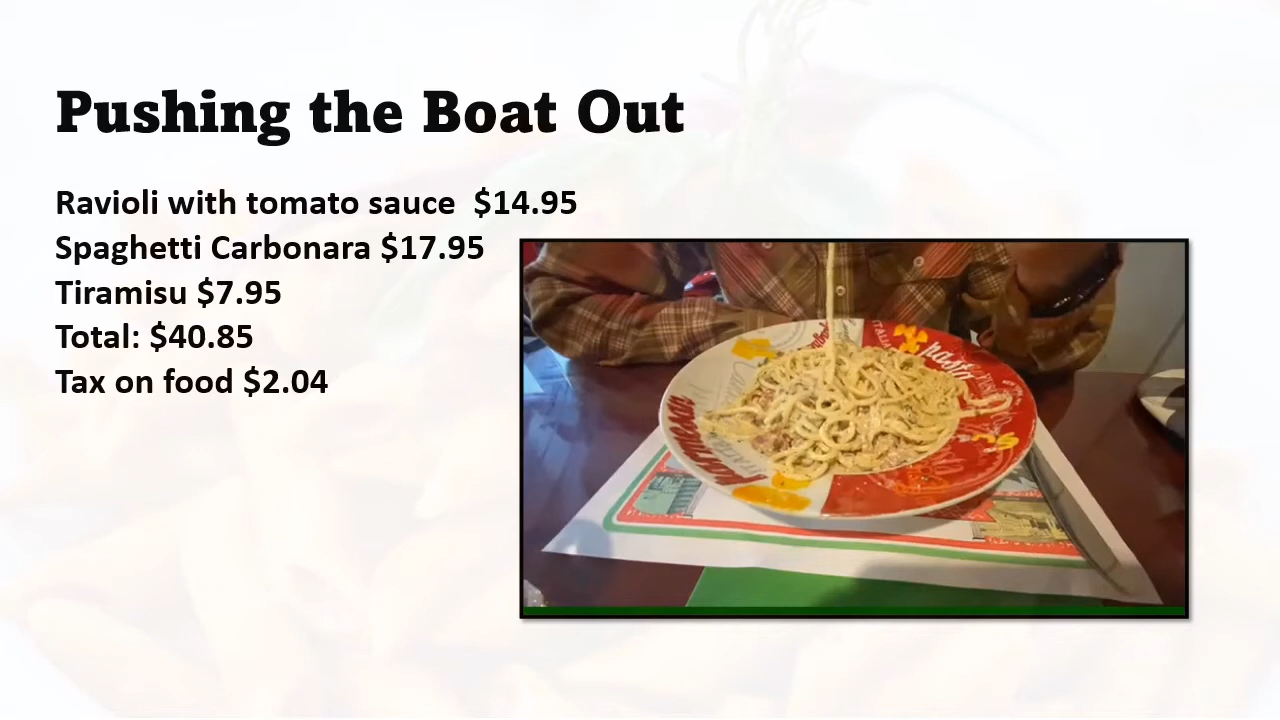 Pushing the Boat Out
Ravioli with tomato sauce $14.95
Spaghetti Carbonara $17.95
Tiramisu $7.95
Total: $40.85
Tax on food $2.04
pasta